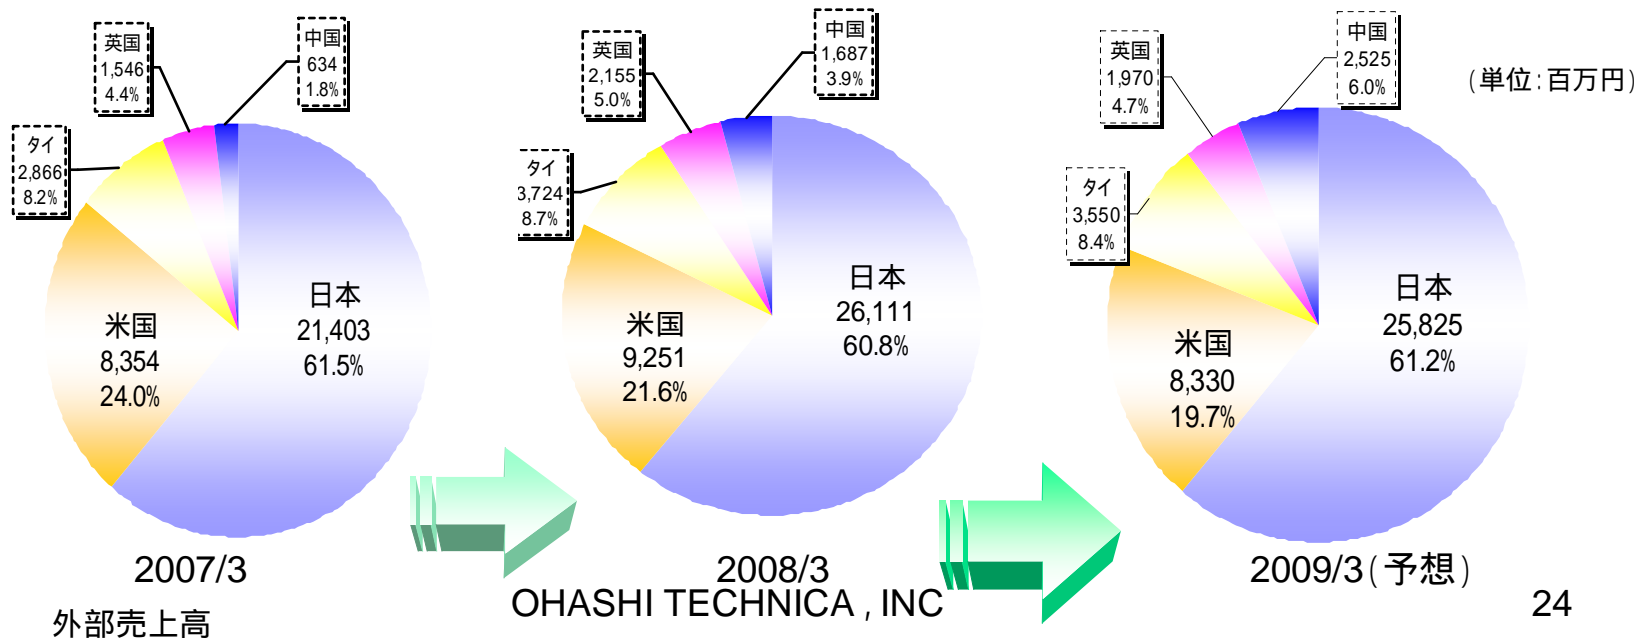 英国
1,546
4.4%
中国
634
1.8%
タイ
2,866
8.2%
米国
8,354
24.0%
日本
21,403
61.5%
2007/3
英国
2,155
5.0%
中国
1,687
3.9%
タイ
3,724
8.7%
米国
9,251
21.6%
日本
26,111
60.8%
2008/3
英国
1,970
4.7%
中国
2,525
6.0%
(単位:百万円)
タイ
3,550
8.4%
米国
8,330
19.7%
日本
25,825
61.2%
2009/3(予想)
外部売上高
OHASHI TECHNICA , INC
24